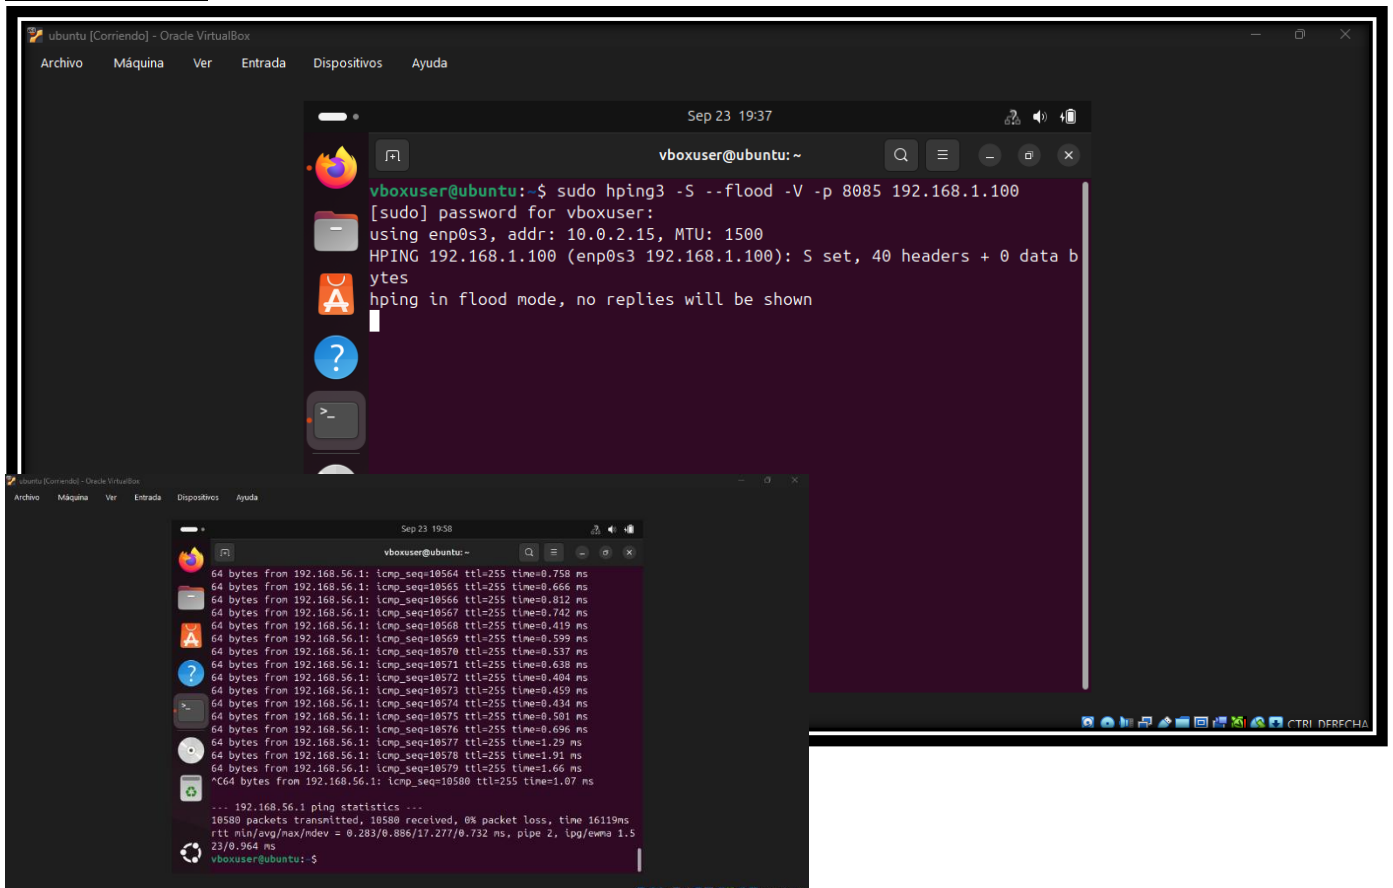 ubuntu [Corriendo] - Oracle VirtualBox
Archivo Máquina Ver Entrada Dispositivos Ayuda
Sep 23 19:37
vboxuser@ubuntu: ~
vboxuser@ubuntu:~$ sudo hping3 -S --flood -V -p 8085 192.168.1.100
[sudo] password for vboxuser:
using enp0s3, addr: 10.0.2.15, MTU: 1500
HPING 192.168.1.100 (enp0s3 192.168.1.100): S set, 40 headers + 0 data b
ytes
hping in flood mode, no replies will be shown
CTRL DERECHA
ubuntu [Corriendo] - Oracle VirtualBox
Archivo Máquina Ver Entrada Dispositivos Ayuda
Sep 23 19:58
vboxuser@ubuntu: ~
64 bytes from 192.168.56.1: icmp_seq=10564 ttl=255 time=0.758 ms
64 bytes from 192.168.56.1: icmp_seq=10565 ttl=255 time=0.666 ms
64 bytes from 192.168.56.1: icmp_seq=10566 ttl=255 time=0.812 ms
64 bytes from 192.168.56.1: icmp_seq=10567 ttl=255 time=0.742 ms
64 bytes from 192.168.56.1: icmp_seq=10568 ttl=255 time=0.419 ms
64 bytes from 192.168.56.1: icmp_seq=10569 ttl=255 time=0.599 ms
64 bytes from 192.168.56.1: icmp_seq=10570 ttl=255 time=0.537 ms
64 bytes from 192.168.56.1: icmp_seq=10571 ttl=255 time=0.638 ms
64 bytes from 192.168.56.1: icmp_seq=10572 ttl=255 time=0.404 ms
64 bytes from 192.168.56.1: icmp_seq=10573 ttl=255 time=0.459 ms
64 bytes from 192.168.56.1: icmp_seq=10574 ttl=255 time=0.434 ms
64 bytes from 192.168.56.1: icmp_seq=10575 ttl=255 time=0.501 ms
64 bytes from 192.168.56.1: icmp_seq=10576 ttl=255 time=0.696 ms
64 bytes from 192.168.56.1: icmp_seq=10577 ttl=255 time=1.29 ms
64 bytes from 192.168.56.1: icmp_seq=10578 ttl=255 time=1.91 ms
64 bytes from 192.168.56.1: icmp_seq=10579 ttl=255 time=1.66 ms
^C64 bytes from 192.168.56.1: icmp_seq=10580 ttl=255 time=1.07 ms
--- 192.168.56.1 ping statistics ---
10580 packets transmitted, 10580 received, 0% packet loss, time 16119ms
rtt min/avg/max/mdev = 0.283/0.886/17.277/0.732 ms, pipe 2, ipg/ewma 1.5
23/0.964 ms
vboxuser@ubuntu:~$